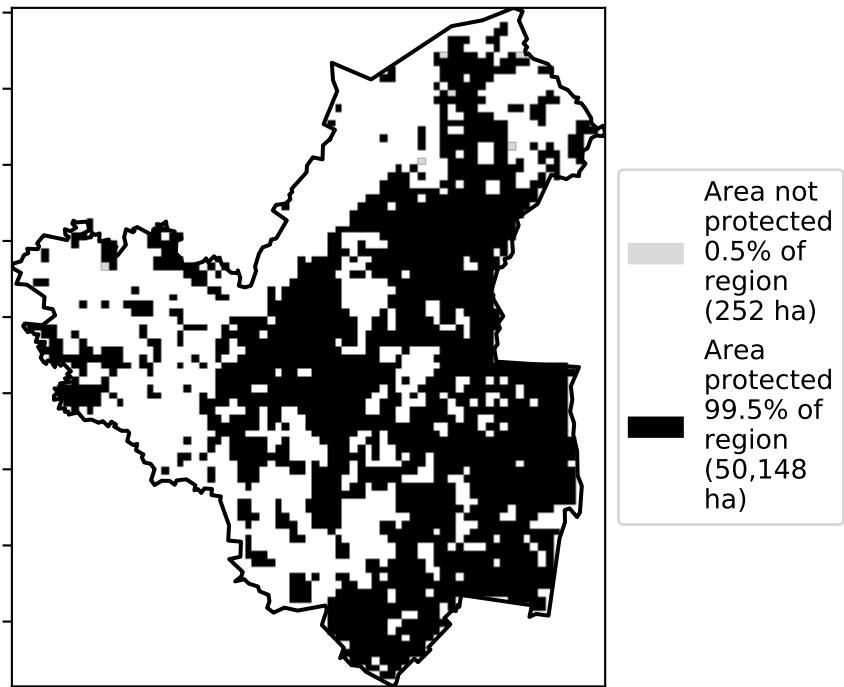 Area not
protected
0.5% of
region
(252 ha)
Area
protected
99.5% of
region
(50,148
ha)